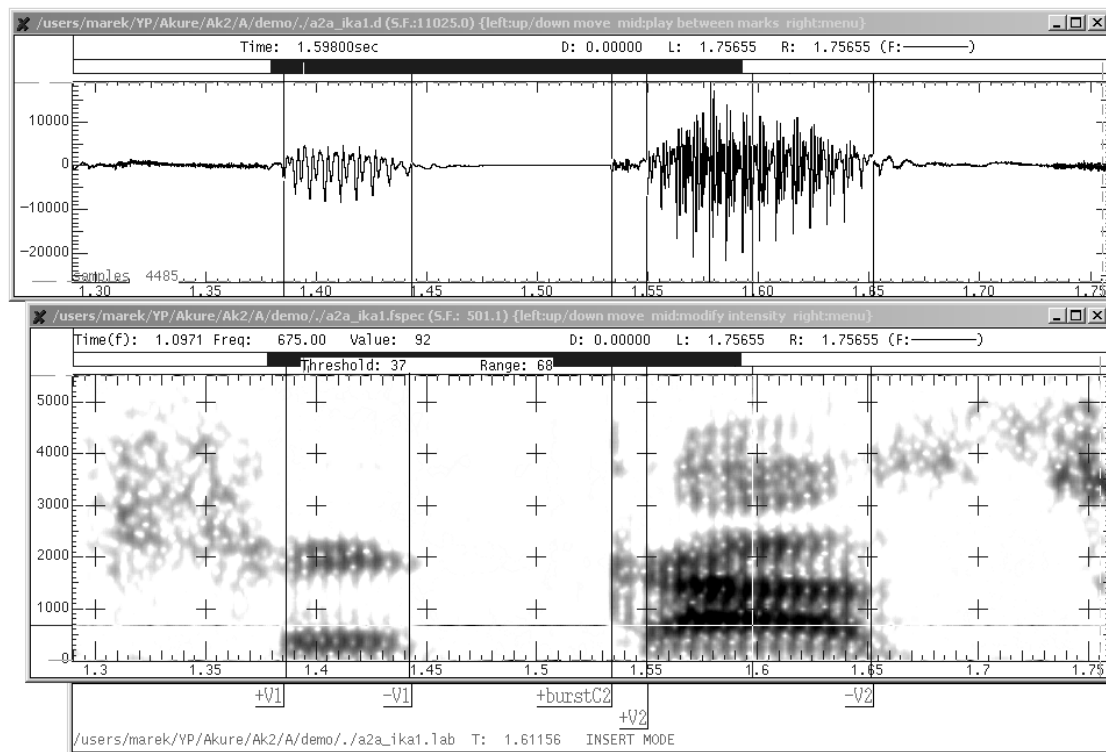 /users/marek/YP/Akure/Ak2/A/demo/./a2a_ika1.d (S.F.:11025.0) {left:up/down move mid:play between marks right:menu}
Time: 1.59800sec D: 0.00000 L: 1.75655 R: 1.75655 (F:———)
10000
0
-10000
-20000
Samples 4485
1.30 1.35 1.40 1.45 1.50 1.55 1.60 1.65 1.70 1.75
/users/marek/YP/Akure/Ak2/A/demo/./a2a_ika1.fspec (S.F.: 501.1) {left:up/down move mid:modify intensity right:menu}
Time(f): 1.0971 Freq: 675.00 Value: 92 D: 0.00000 L: 1.75655 R: 1.75655 (F:———)
Threshold: 37 Range: 68
5000
4000
3000
2000
1000
0
1.3 1.35 1.4 1.45 1.5 1.55 1.6 1.65 1.7 1.75
+V1 -V1 +burstC2 -V2
+V2
/users/marek/YP/Akure/Ak2/A/demo/./a2a_ika1.lab T: 1.61156 INSERT MODE